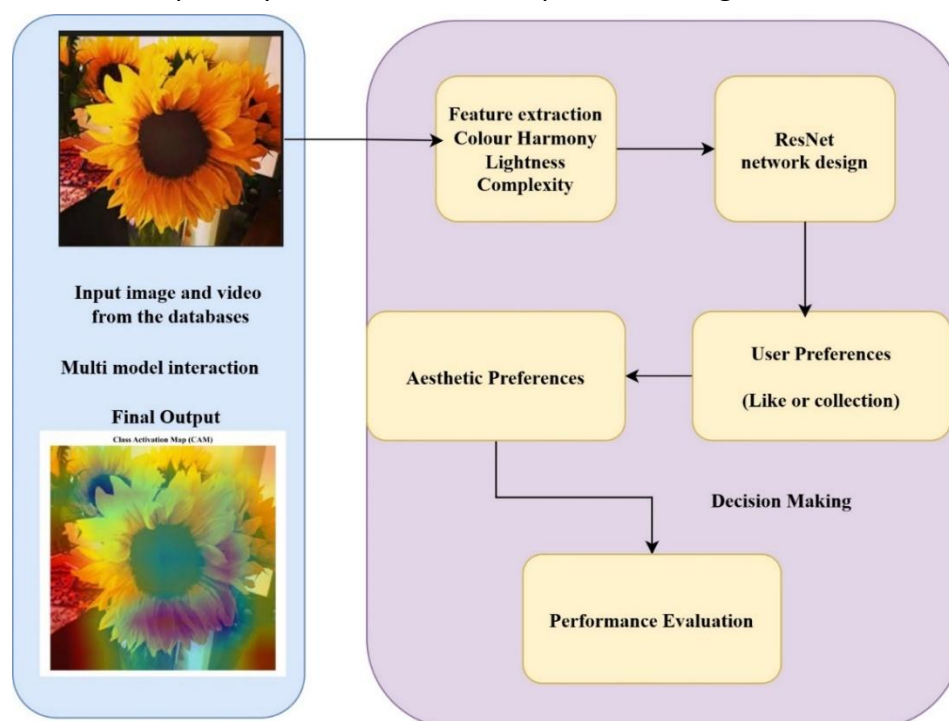 Input image and video
from the databases
Multi model interaction
Final Output
Class Activation Map (CAM)
Feature extraction
Colour Harmony
Lightness
Complexity
ResNet
network design
User Preferences
(Like or collection)
Aesthetic Preferences
Decision Making
Performance Evaluation